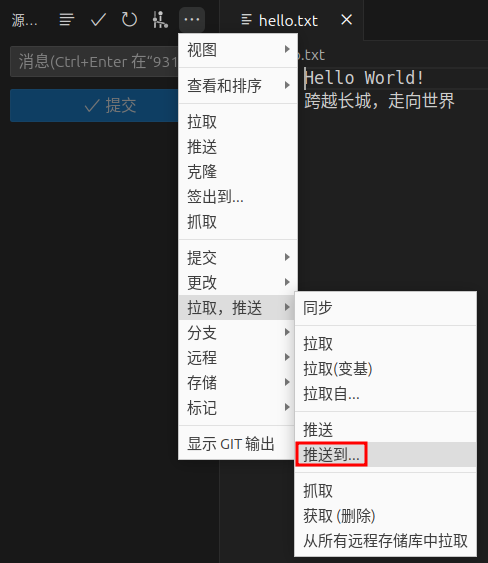 源...
hello.txt
消息(Ctrl+Enter 在“931
.txt
提交
Hello World!
跨越长城，走向世界
视图
查看和排序
拉取
推送
克隆
签出到...
抓取
提交
更改
拉取，推送
分支
远程
存储
标记
显示 GIT 输出
同步
拉取
拉取(变基)
拉取自...
推送
推送到...
抓取
获取 (删除)
从所有远程存储库中拉取